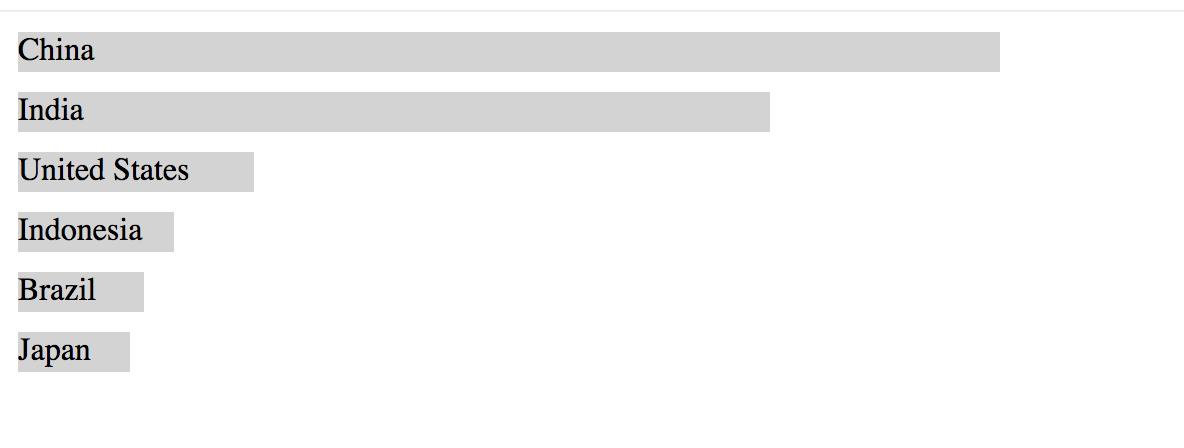 China
India
United States
Indonesia
Brazil
Japan